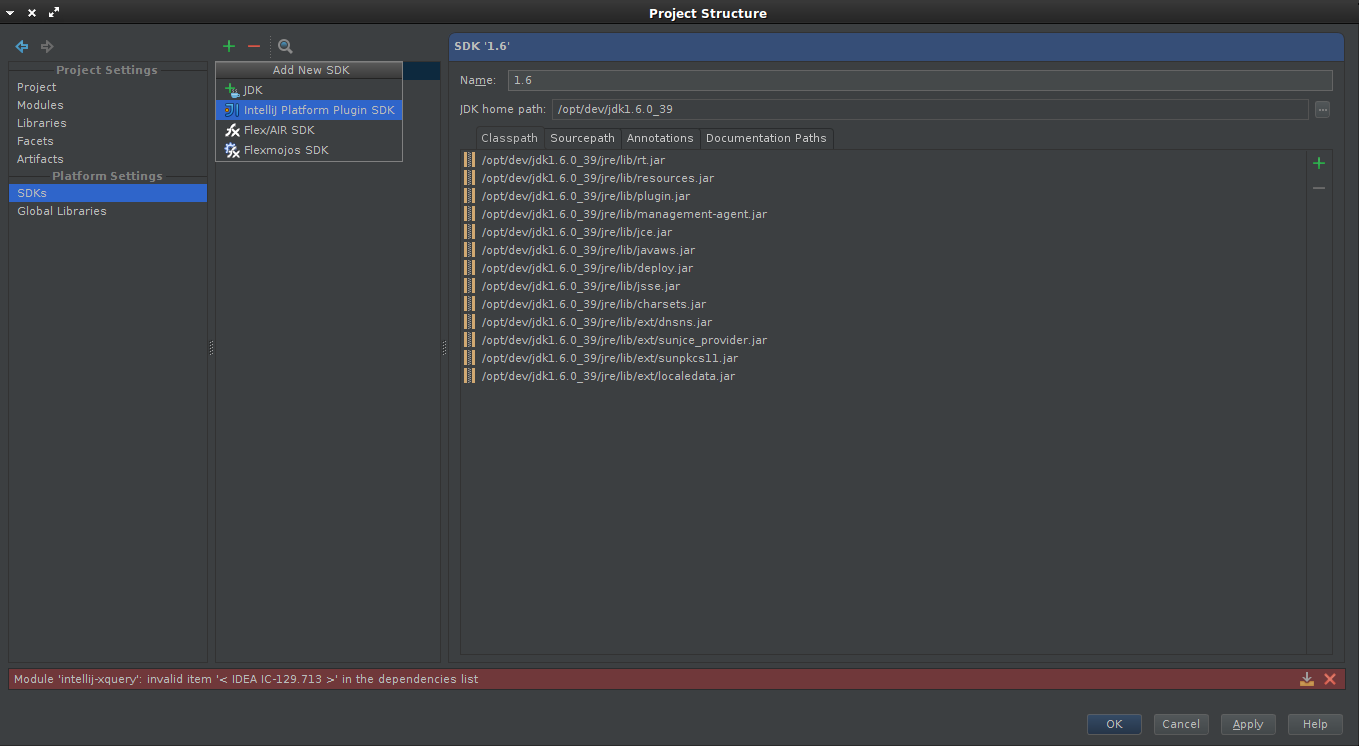 Project Structure
Project Settings
Project
Modules
Libraries
Facets
Artifacts
Platform Settings
SDKs
Global Libraries
Add New SDK
JDK
IntelliJ Platform Plugin SDK
Flex/AIR SDK
Flexmojos SDK
SDK '1.6'
Name: 1.6
JDK home path: /opt/dev/jdk1.6.0_39 ...
Classpath Sourcepath Annotations Documentation Paths
/opt/dev/jdk1.6.0_39/jre/lib/rt.jar
/opt/dev/jdk1.6.0_39/jre/lib/resources.jar
/opt/dev/jdk1.6.0_39/jre/lib/plugin.jar
/opt/dev/jdk1.6.0_39/jre/lib/management-agent.jar
/opt/dev/jdk1.6.0_39/jre/lib/jce.jar
/opt/dev/jdk1.6.0_39/jre/lib/javaws.jar
/opt/dev/jdk1.6.0_39/jre/lib/deploy.jar
/opt/dev/jdk1.6.0_39/jre/lib/jsse.jar
/opt/dev/jdk1.6.0_39/jre/lib/charsets.jar
/opt/dev/jdk1.6.0_39/jre/lib/ext/dnsns.jar
/opt/dev/jdk1.6.0_39/jre/lib/ext/sunjce_provider.jar
/opt/dev/jdk1.6.0_39/jre/lib/ext/sunpkcs11.jar
/opt/dev/jdk1.6.0_39/jre/lib/ext/localedata.jar
Module 'intellij-xquery': invalid item '< IDEA IC-129.713 >' in the dependencies list
OK Cancel Apply Help